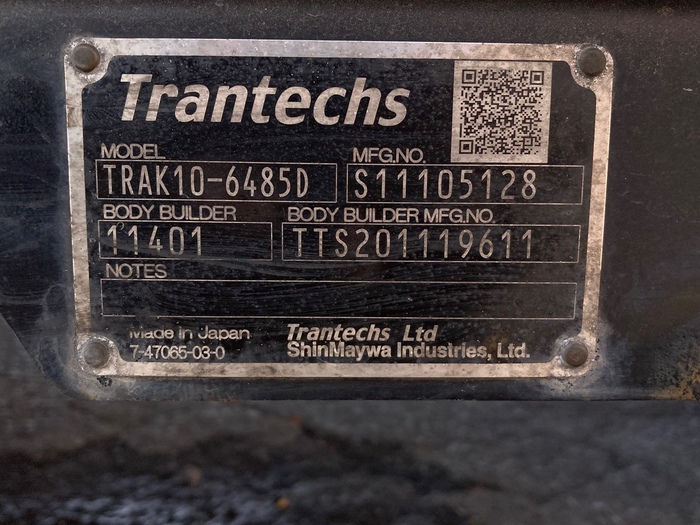 Trantechs
MODEL MFG.NO.
TRAK10-6485D S11105128
BODY BUILDER BODY BUILDER MFG.NO.
11401 TTS201119611
NOTES
Made in Japan Trantechs Ltd
7-47065-03-0 ShinMaywa Industries, Ltd.